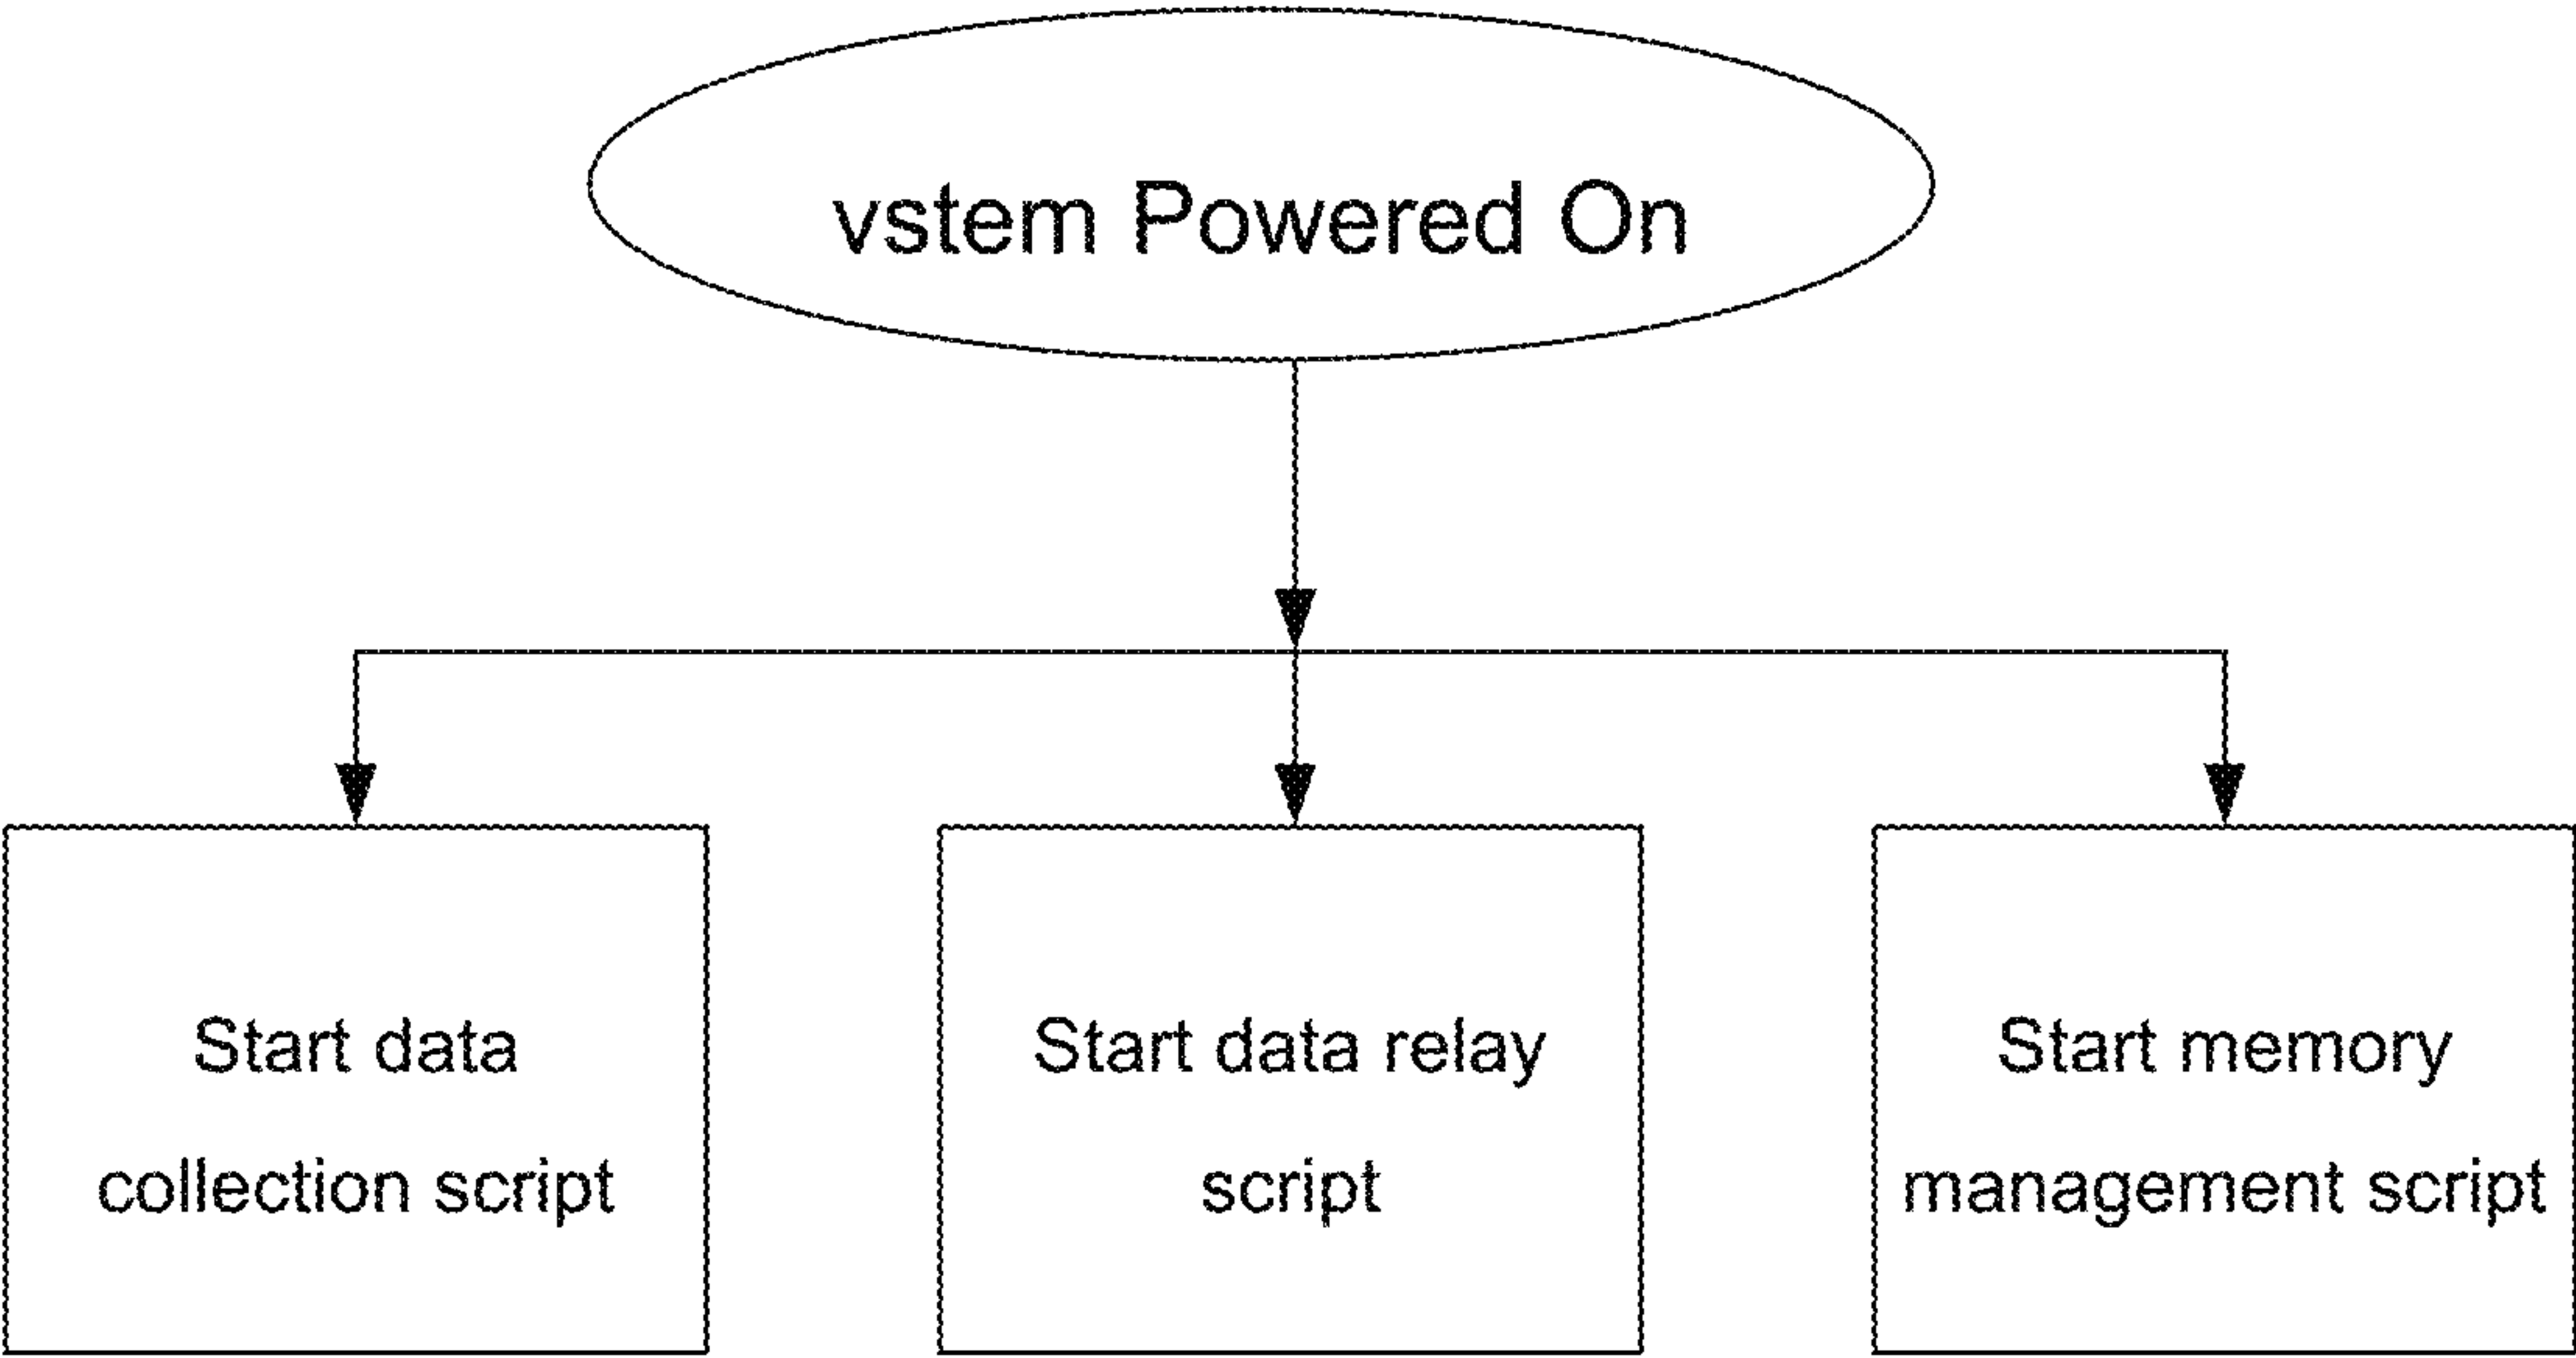 vstem Powered On
Start data
collection script
Start data relay
script
Start memory
management script